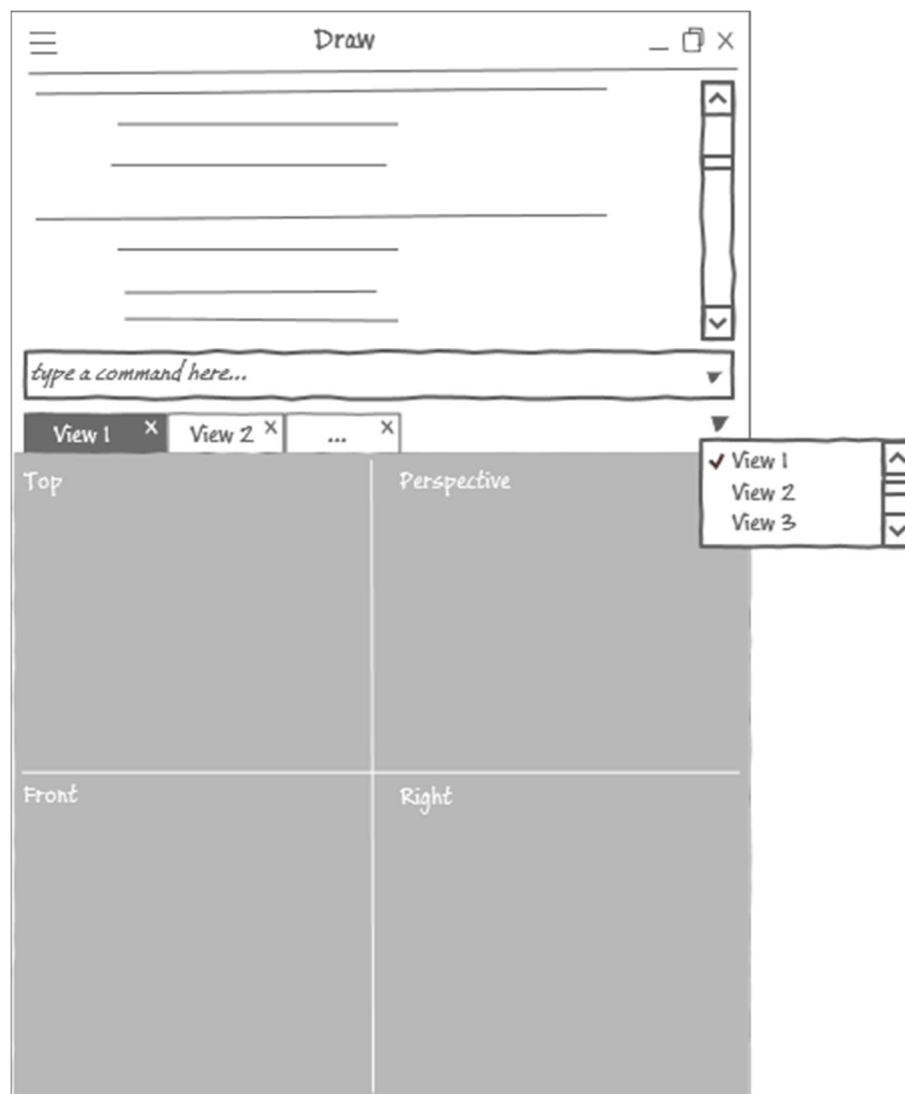 Draw
type a command here...
View 1 x View 2 x ... x
✓ View 1
View 2
View 3
Top
Perspective
Front
Right